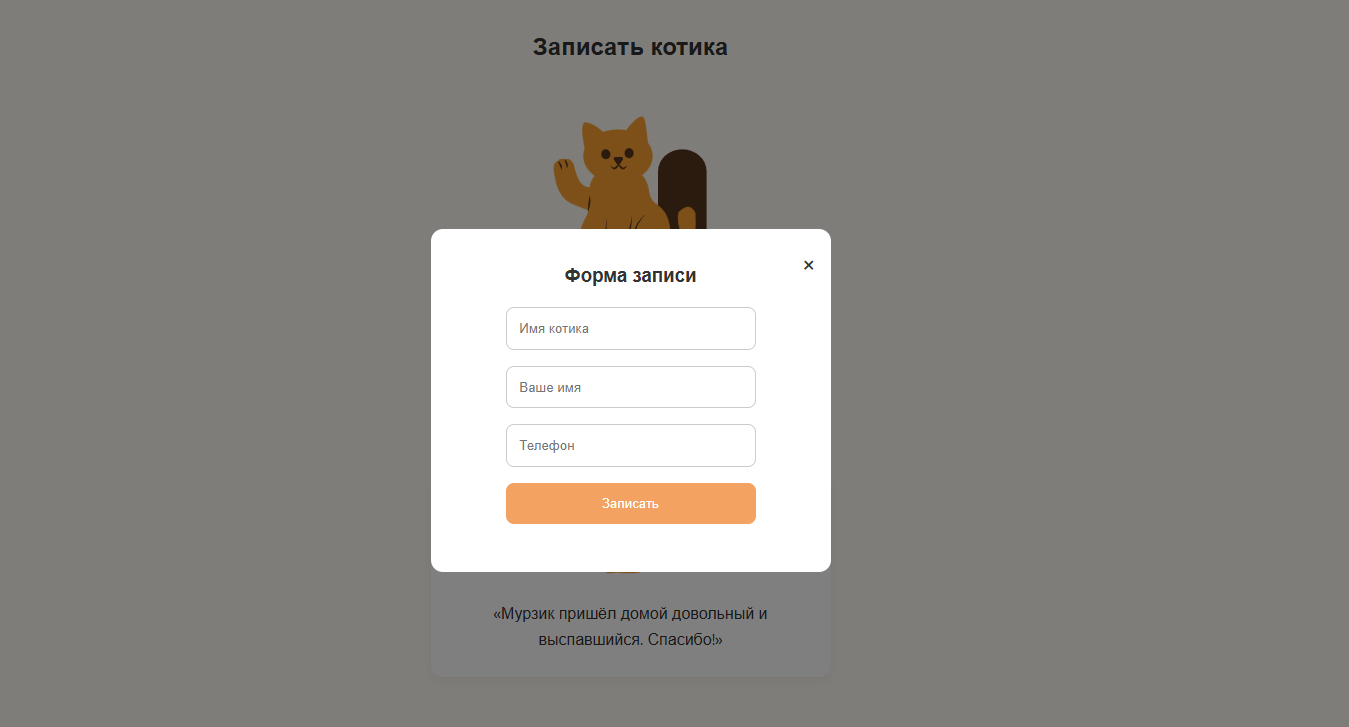 Записать котика
Форма записи
×
Имя котика
Ваше имя
Телефон
Записать
«Мурзик пришёл домой довольный и
выспавшийся. Спасибо!»